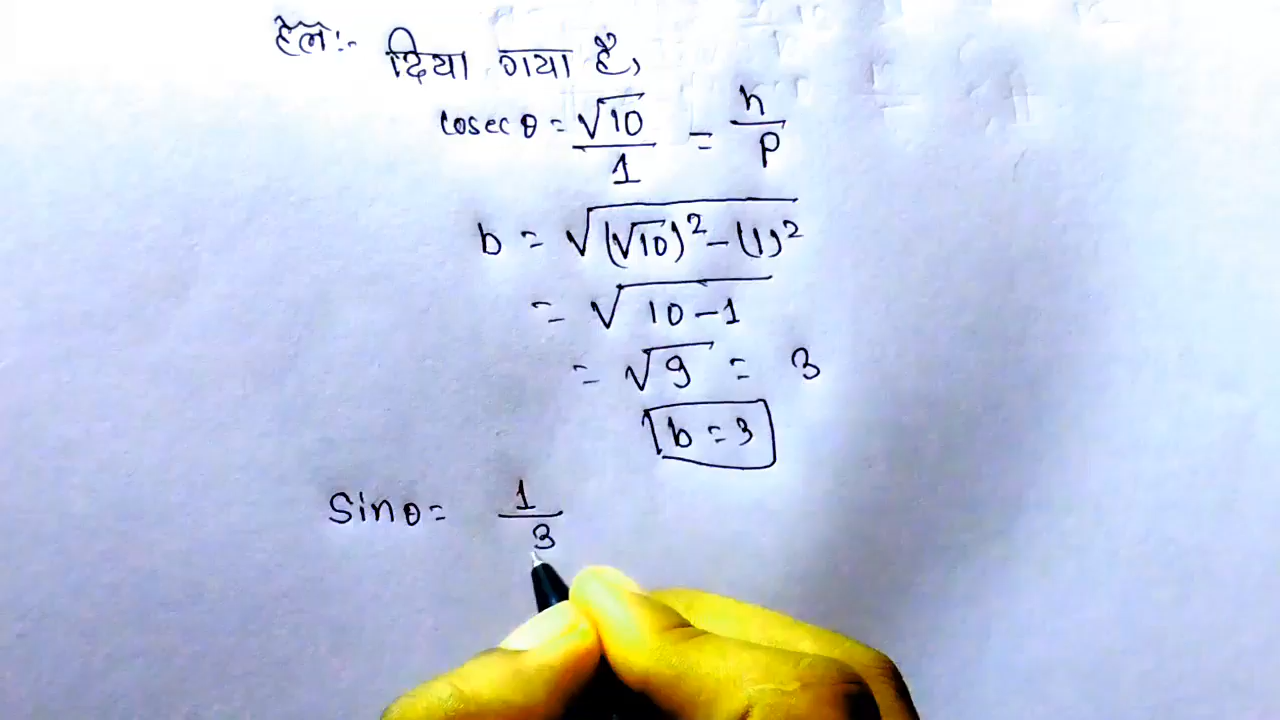 हल:-
दिया गया है,
cosec θ = √10/1 = h/p
b = √((√10)² - (1)²)
= √(10 - 1)
= √9 = 3
b = 3
Sin θ = 1/3